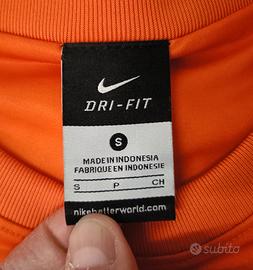 DRI-FIT
S
MADE IN INDONESIA
FABRIQUE EN INDONESIE
S P CH
nikebetterworld.com
subito